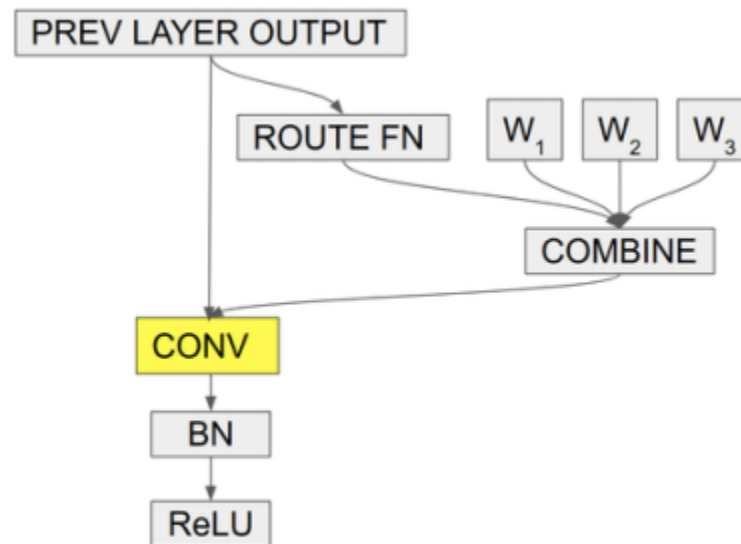 PREV LAYER OUTPUT
ROUTE FN
W₁
W₂
W₃
COMBINE
CONV
BN
ReLU